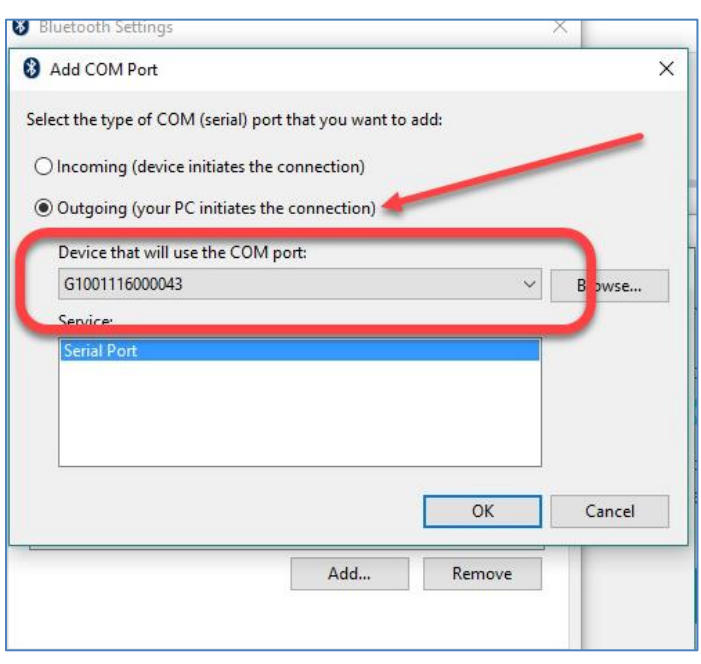 Bluetooth Settings
Add COM Port
Select the type of COM (serial) port that you want to add:
Incoming (device initiates the connection)
Outgoing (your PC initiates the connection)
Device that will use the COM port:
G1001116000043
Browse...
Service:
Serial Port
OK Cancel
Add... Remove